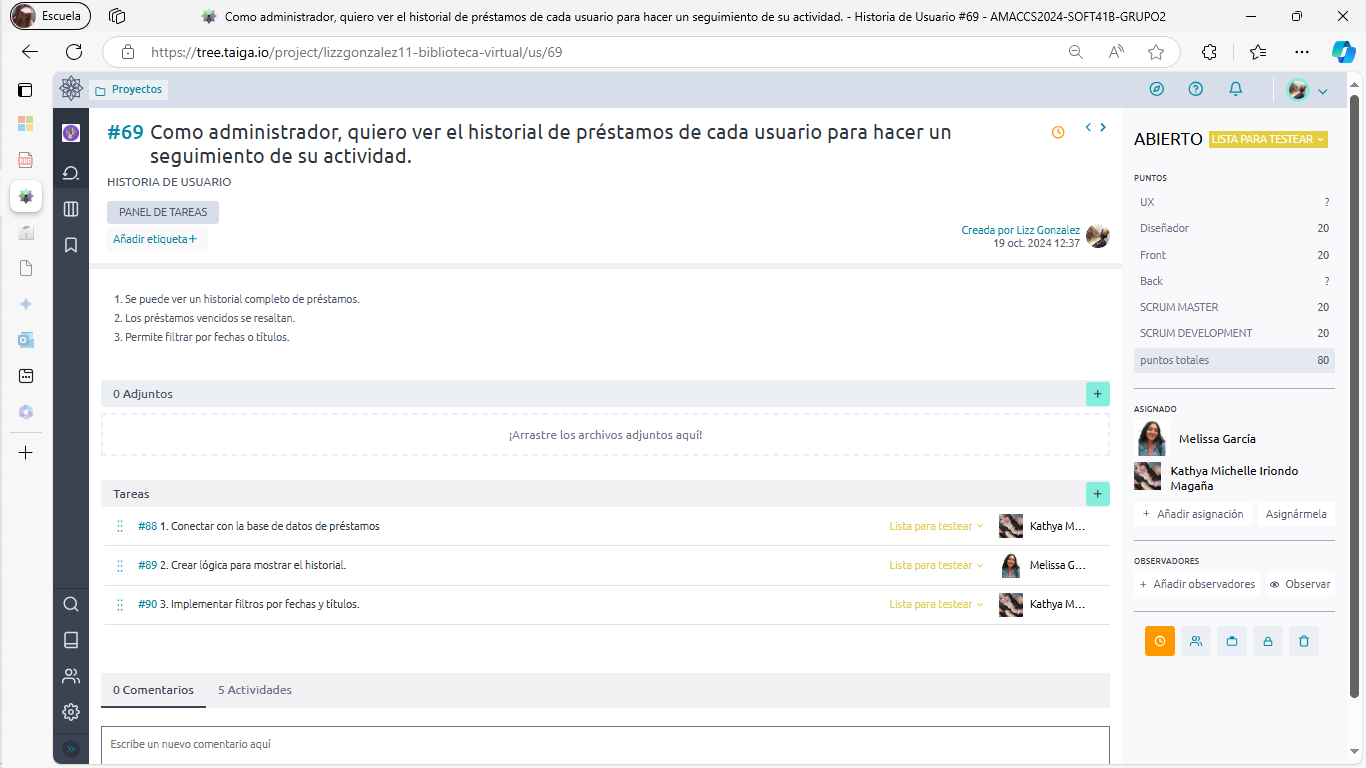 Escuela
Como administrador, quiero ver el historial de préstamos de cada usuario para hacer un seguimiento de su actividad. - Historia de Usuario #69 - AMACCS2024-SOFT41B-GRUPO2
https://tree.taiga.io/project/lizzgonzalez11-biblioteca-virtual/us/69
Proyectos
#69 Como administrador, quiero ver el historial de préstamos de cada usuario para hacer un
seguimiento de su actividad.
HISTORIA DE USUARIO
PANEL DE TAREAS
Añadir etiqueta+
Creada por Lizz Gonzalez
19 oct. 2024 12:37
1. Se puede ver un historial completo de préstamos.
2. Los préstamos vencidos se resaltan.
3. Permite filtrar por fechas o títulos.
0 Adjuntos
¡Arrastre los archivos adjuntos aquí!
Tareas
#88 1. Conectar con la base de datos de préstamos Lista para testear Kathya M...
#89 2. Crear lógica para mostrar el historial. Lista para testear Melissa G...
#90 3. Implementar filtros por fechas y títulos. Lista para testear Kathya M...
0 Comentarios 5 Actividades
Escribe un nuevo comentario aquí
ABIERTO LISTA PARA TESTEAR
PUNTOS
UX ?
Diseñador 20
Front 20
Back ?
SCRUM MASTER 20
SCRUM DEVELOPMENT 20
puntos totales 80
ASIGNADO
Melissa García
Kathya Michelle Iriondo
Magaña
+ Añadir asignación Asignármela
OBSERVADORES
+ Añadir observadores Observar